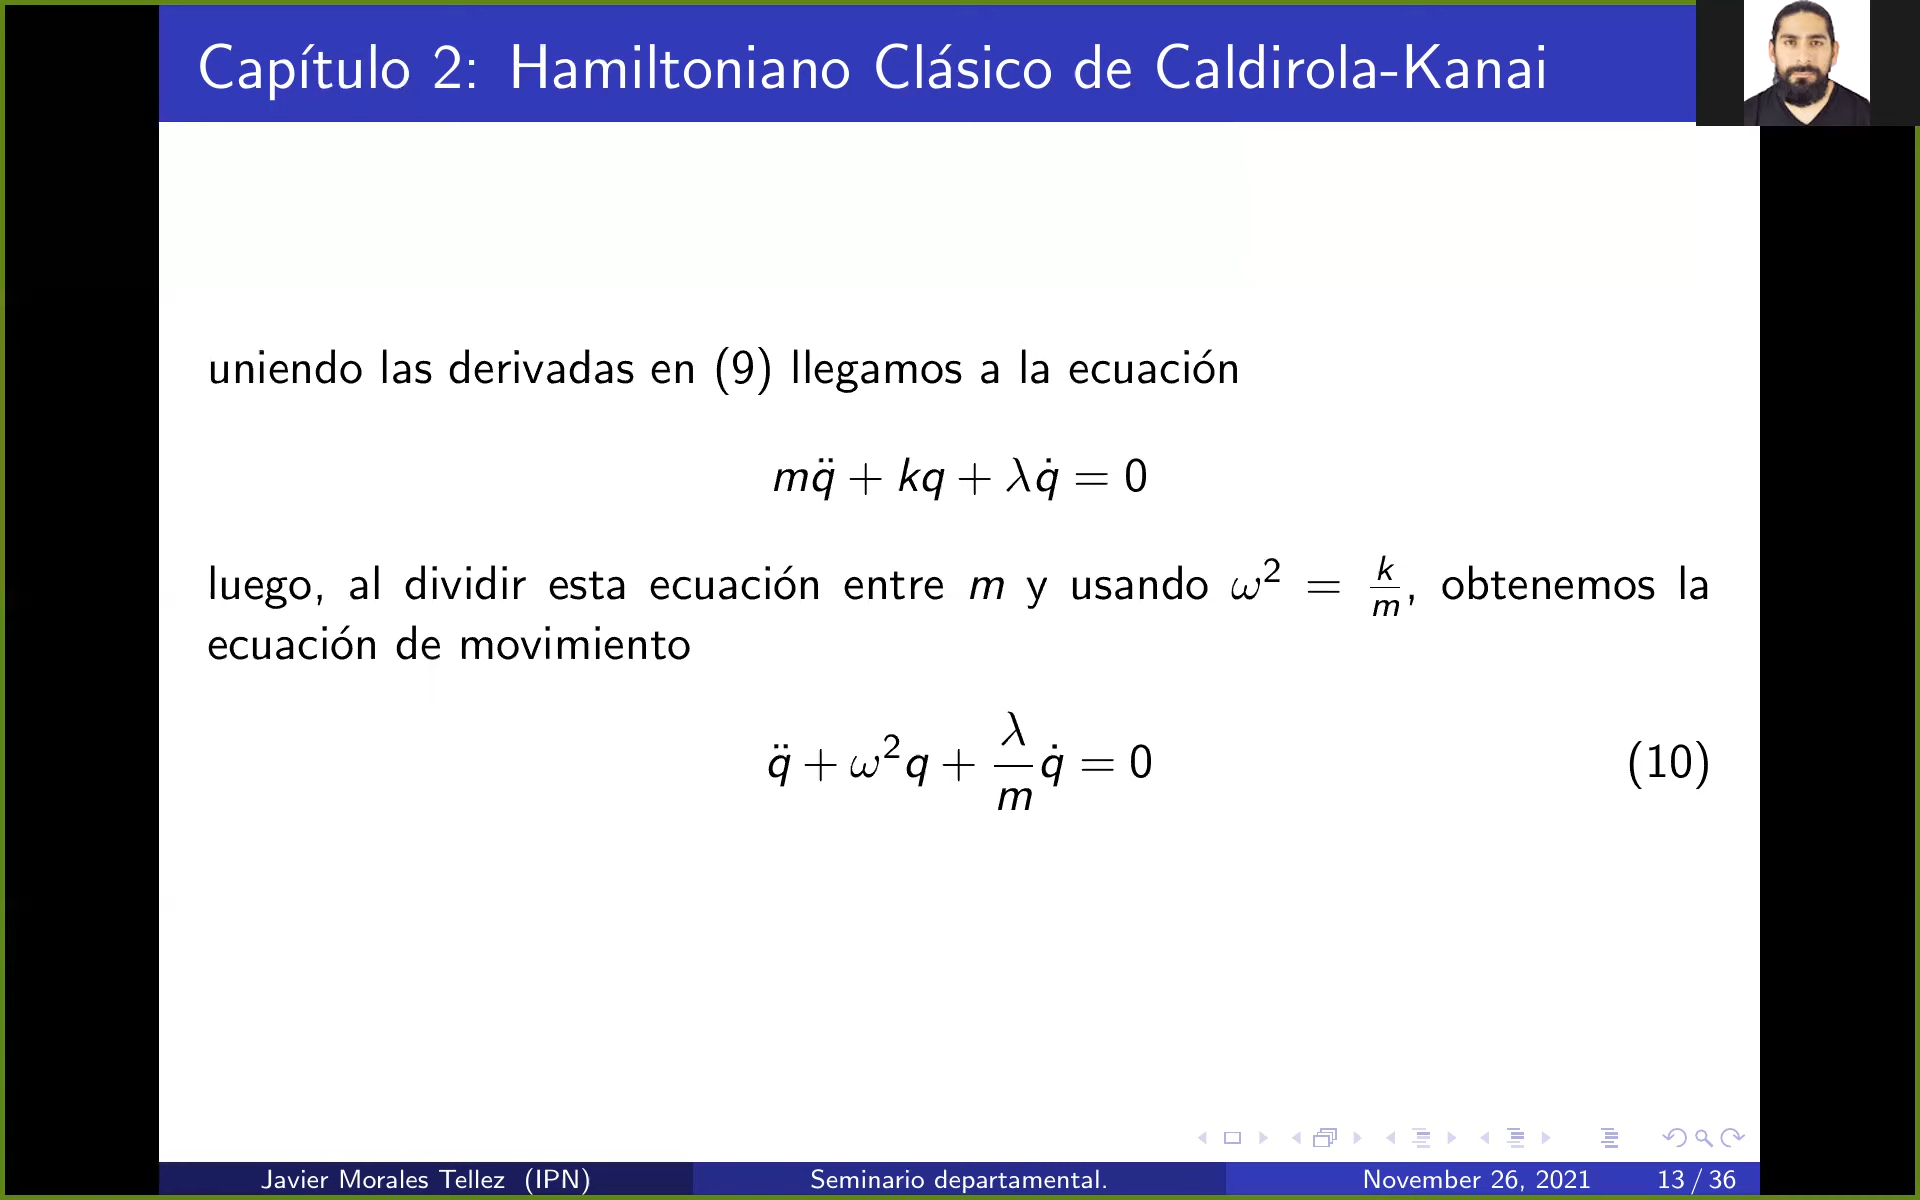 Capítulo 2: Hamiltoniano Clásico de Caldirola-Kanai
uniendo las derivadas en (9) llegamos a la ecuación
mq̈ + kq + λq̇ = 0
luego, al dividir esta ecuación entre m y usando ω² = k/m, obtenemos la
ecuación de movimiento
q̈ + ω²q + λ/m q̇ = 0 (10)
Javier Morales Tellez (IPN) Seminario departamental. November 26, 2021 13 / 36